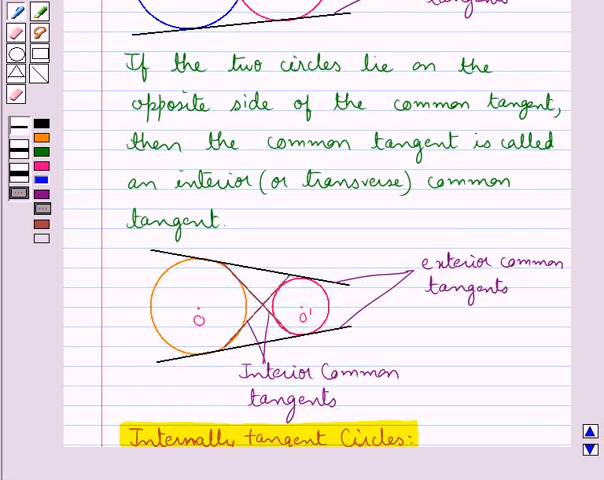 tangents
If the two circles lie on the
opposite side of the common tangent,
then the common tangent is called
an interior (or transverse) common
tangent.
exterior common
tangents
O
O'
Interior Common
tangents
Internally tangent Circles: